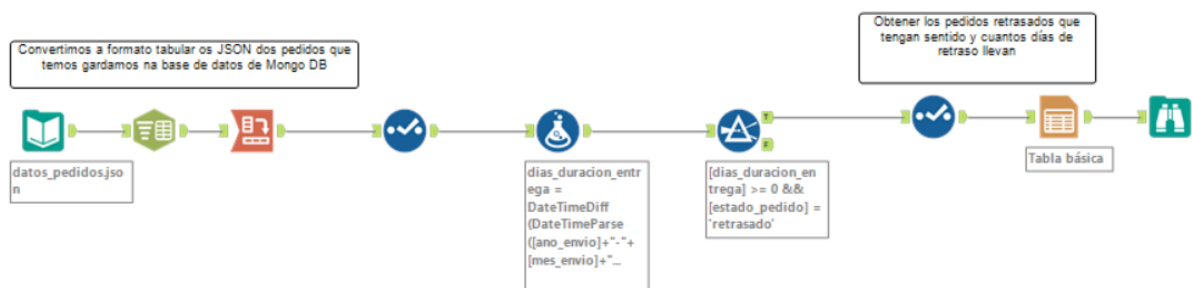 Convertimos a formato tabular os JSON dos pedidos que
temos gardamos na base de datos de Mongo DB
Obtener los pedidos retrasados que
tengan sentido y cuantos días de
retraso llevan
T
F
datos_pedidos.jso
n
dias_duracion_entr
ega =
DateTimeDiff
(DateTimeParse
([ano_envio]+"-"+
[mes_envio]+"...
[dias_duracion_en
trega] >= 0 &&
[estado_pedido] =
'retrasado'
Tabla básica